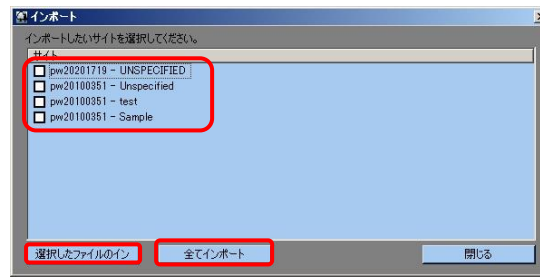 インポート
インポートしたいサイトを選択してください。
サイト
pw20201719 - UNSPECIFIED
pw20100351 - Unspecified
pw20100351 - test
pw20100351 - Sample
選択したファイルのイン
全てインポート
閉じる